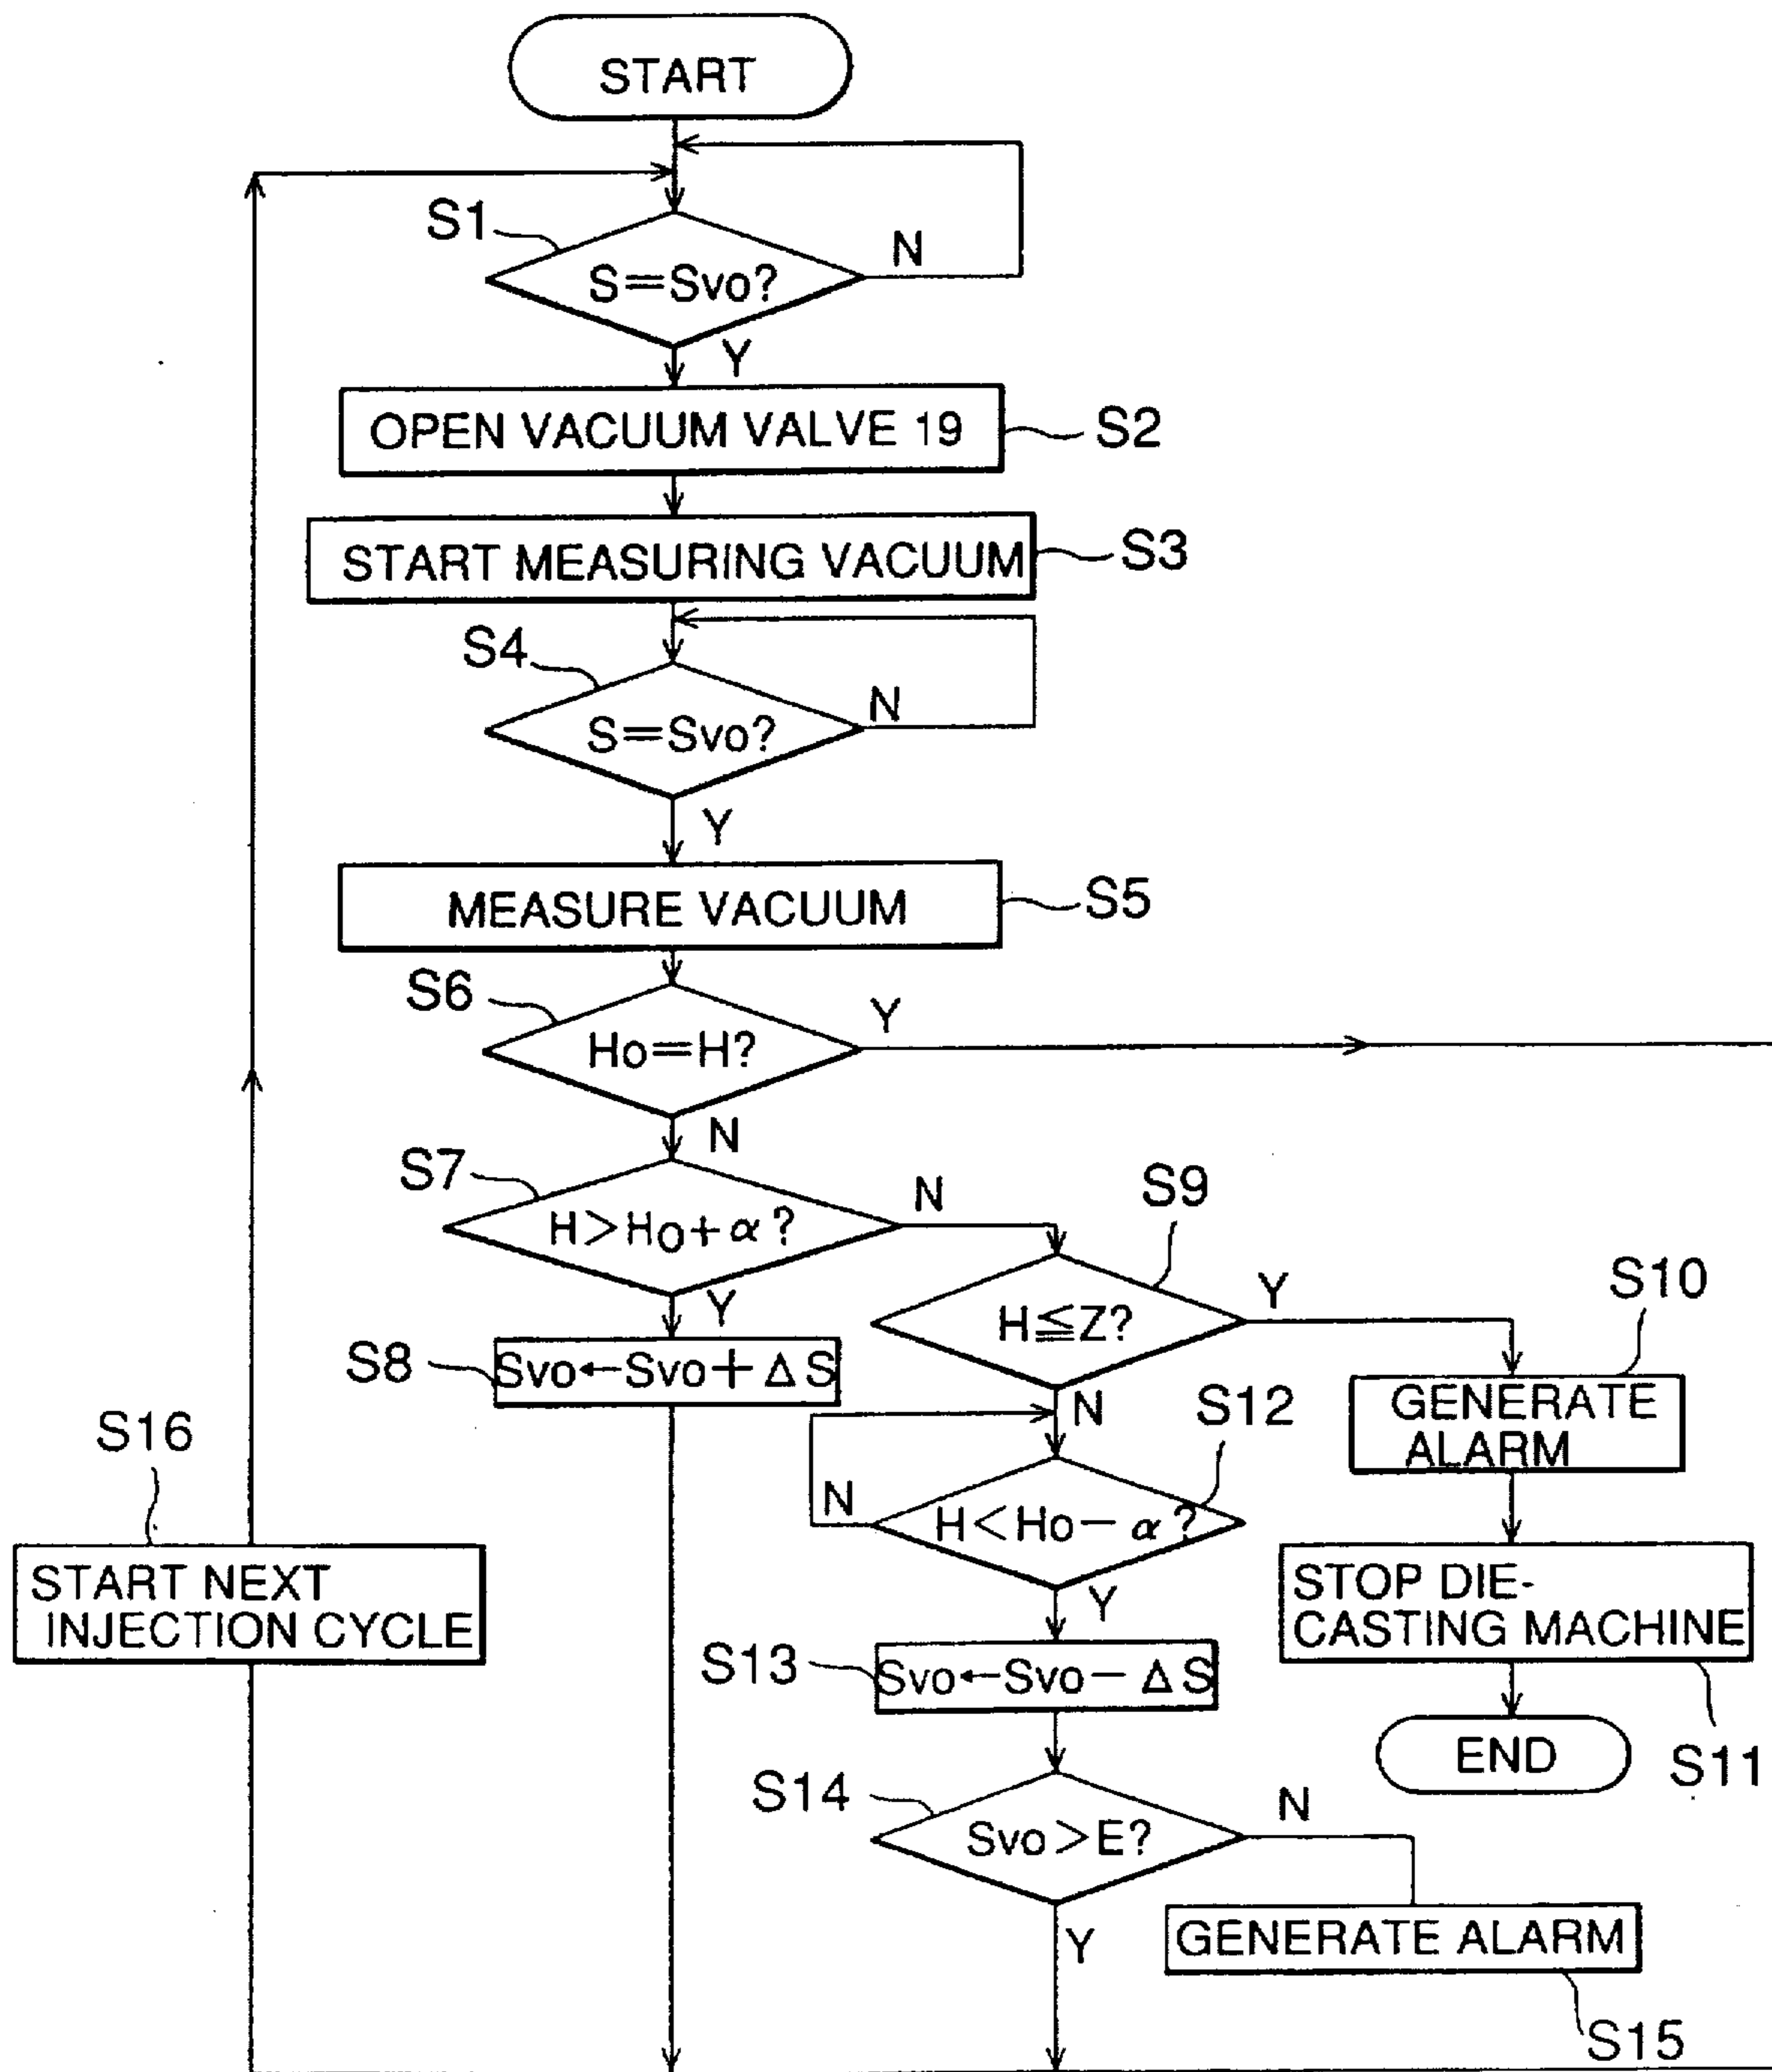 START
S1
N
S=Svo?
Y
OPEN VACUUM VALVE 19
S2
START MEASURING VACUUM
S3
S4
N
S=Svo?
Y
MEASURE VACUUM
S5
S6
Y
Ho=H?
N
S7
N
S9
H>Ho+α?
Y
Y
S10
H≦Z?
S8
Svo←Svo+ΔS
N
S12
GENERATE
ALARM
S16
N
H<Ho-α?
START NEXT
INJECTION CYCLE
Y
STOP DIE-
CASTING MACHINE
S13
Svo←Svo-ΔS
END
S11
S14
N
Svo>E?
Y
GENERATE ALARM
S15